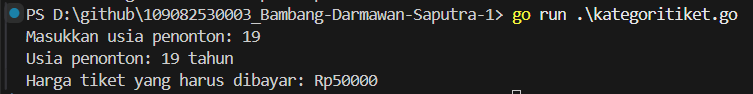 PS D:\github\109082530003_Bambang-Darmawan-Saputra-1> go run .\kategoritiket.go
Masukkan usia penonton: 19
Usia penonton: 19 tahun
Harga tiket yang harus dibayar: Rp50000